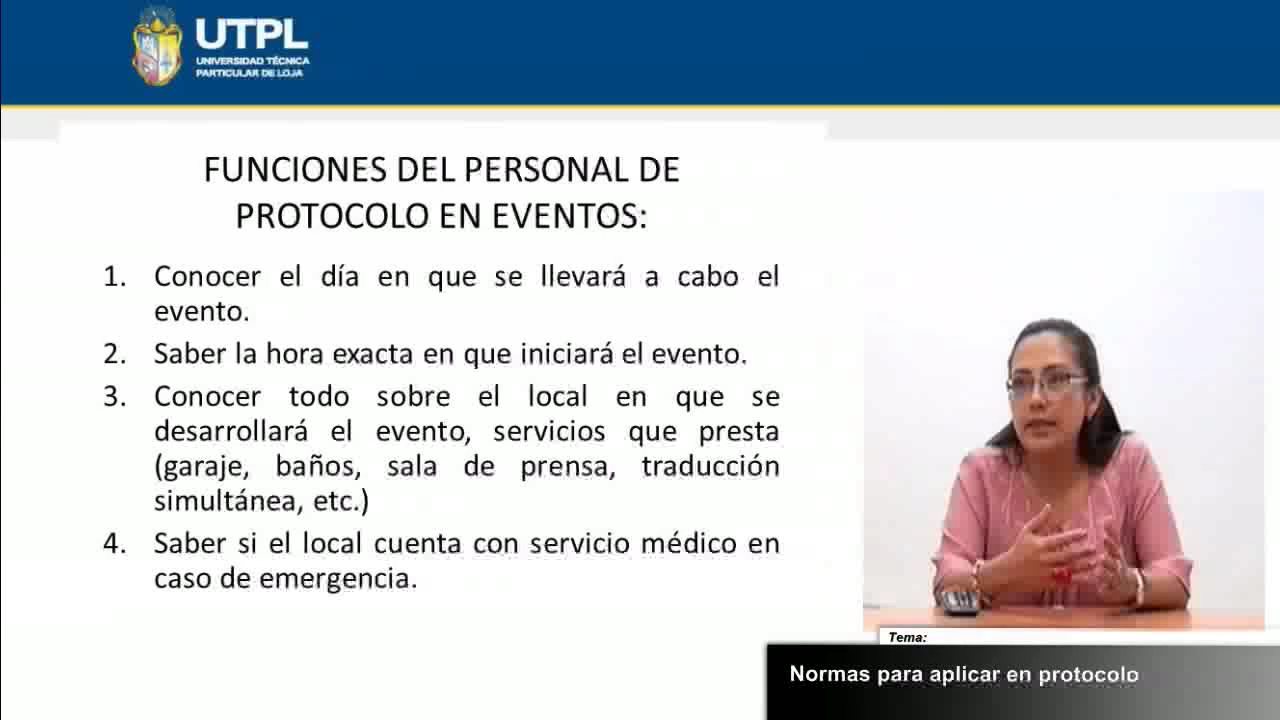 UTPL
UNIVERSIDAD TÉCNICA
PARTICULAR DE LOJA
FUNCIONES DEL PERSONAL DE
PROTOCOLO EN EVENTOS:
1. Conocer el día en que se llevará a cabo el
evento.
2. Saber la hora exacta en que iniciará el evento.
3. Conocer todo sobre el local en que se
desarrollará el evento, servicios que presta
(garaje, baños, sala de prensa, traducción
simultánea, etc.)
4. Saber si el local cuenta con servicio médico en
caso de emergencia.
Tema:
Normas para aplicar en protocolo